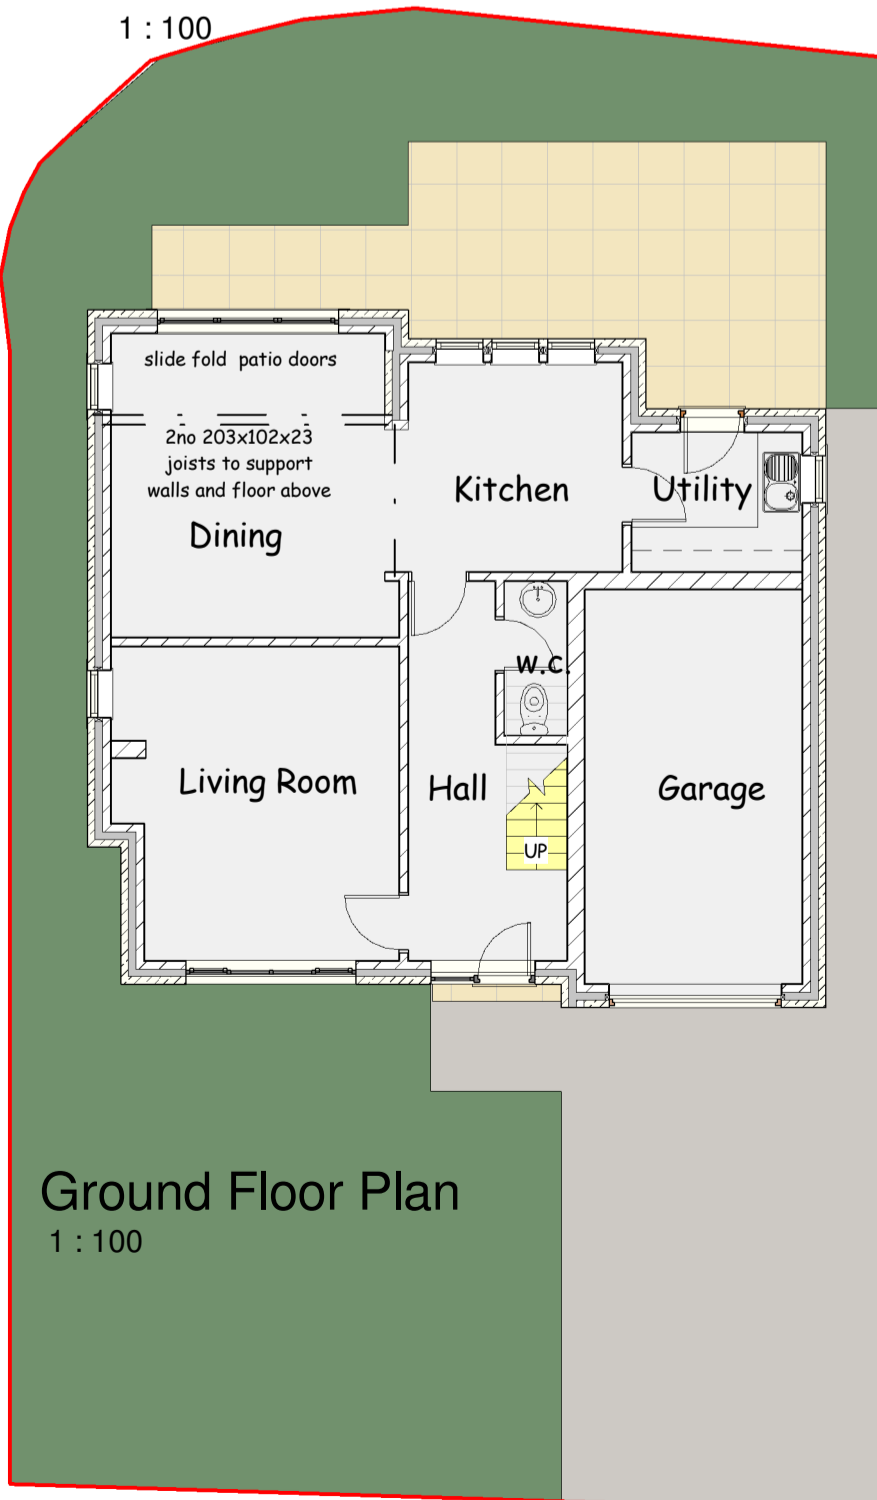 1 : 100
slide fold patio doors
2no 203x102x23
joists to support
walls and floor above
Dining
Kitchen
Utility
W.C.
Living Room
Hall
Garage
UP
Ground Floor Plan
1 : 100